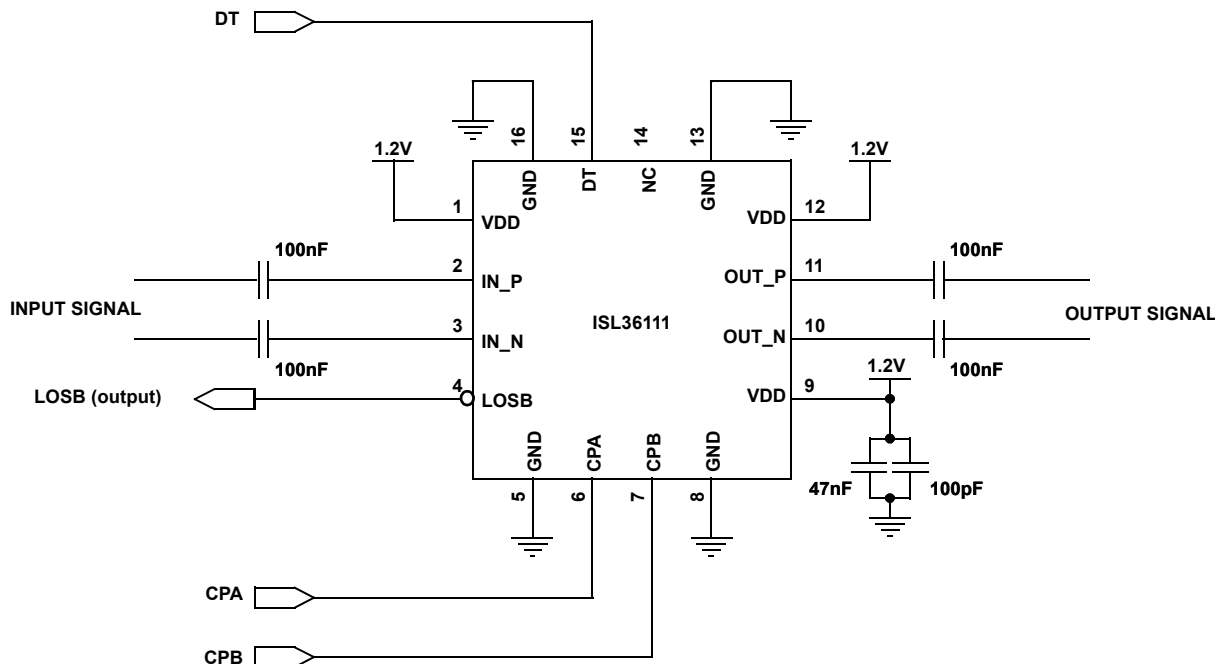 DT
16
15
14
13
1.2V
1.2V
GND
DT
NC
GND
1
VDD
VDD
12
100nF
100nF
2
IN_P
OUT_P
11
INPUT SIGNAL
ISL36111
OUTPUT SIGNAL
3
IN_N
OUT_N
10
100nF
100nF
1.2V
LOSB (output)
4
LOSB
VDD
9
GND
CPA
CPB
GND
47nF
100pF
5
6
7
8
CPA
CPB